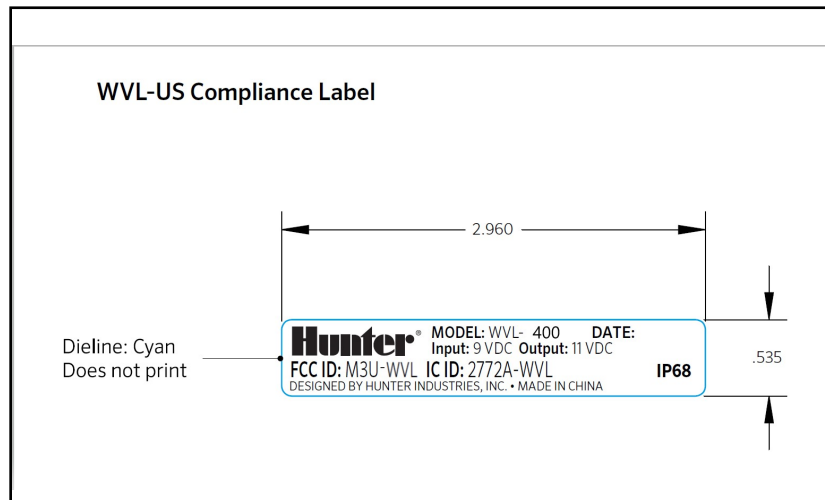 WVL-US Compliance Label
2.960
Hunter® MODEL: WVL- 400 DATE:
Input: 9 VDC Output: 11 VDC
FCC ID: M3U-WVL IC ID: 2772A-WVL IP68
DESIGNED BY HUNTER INDUSTRIES, INC. • MADE IN CHINA
Dieline: Cyan
Does not print
.535